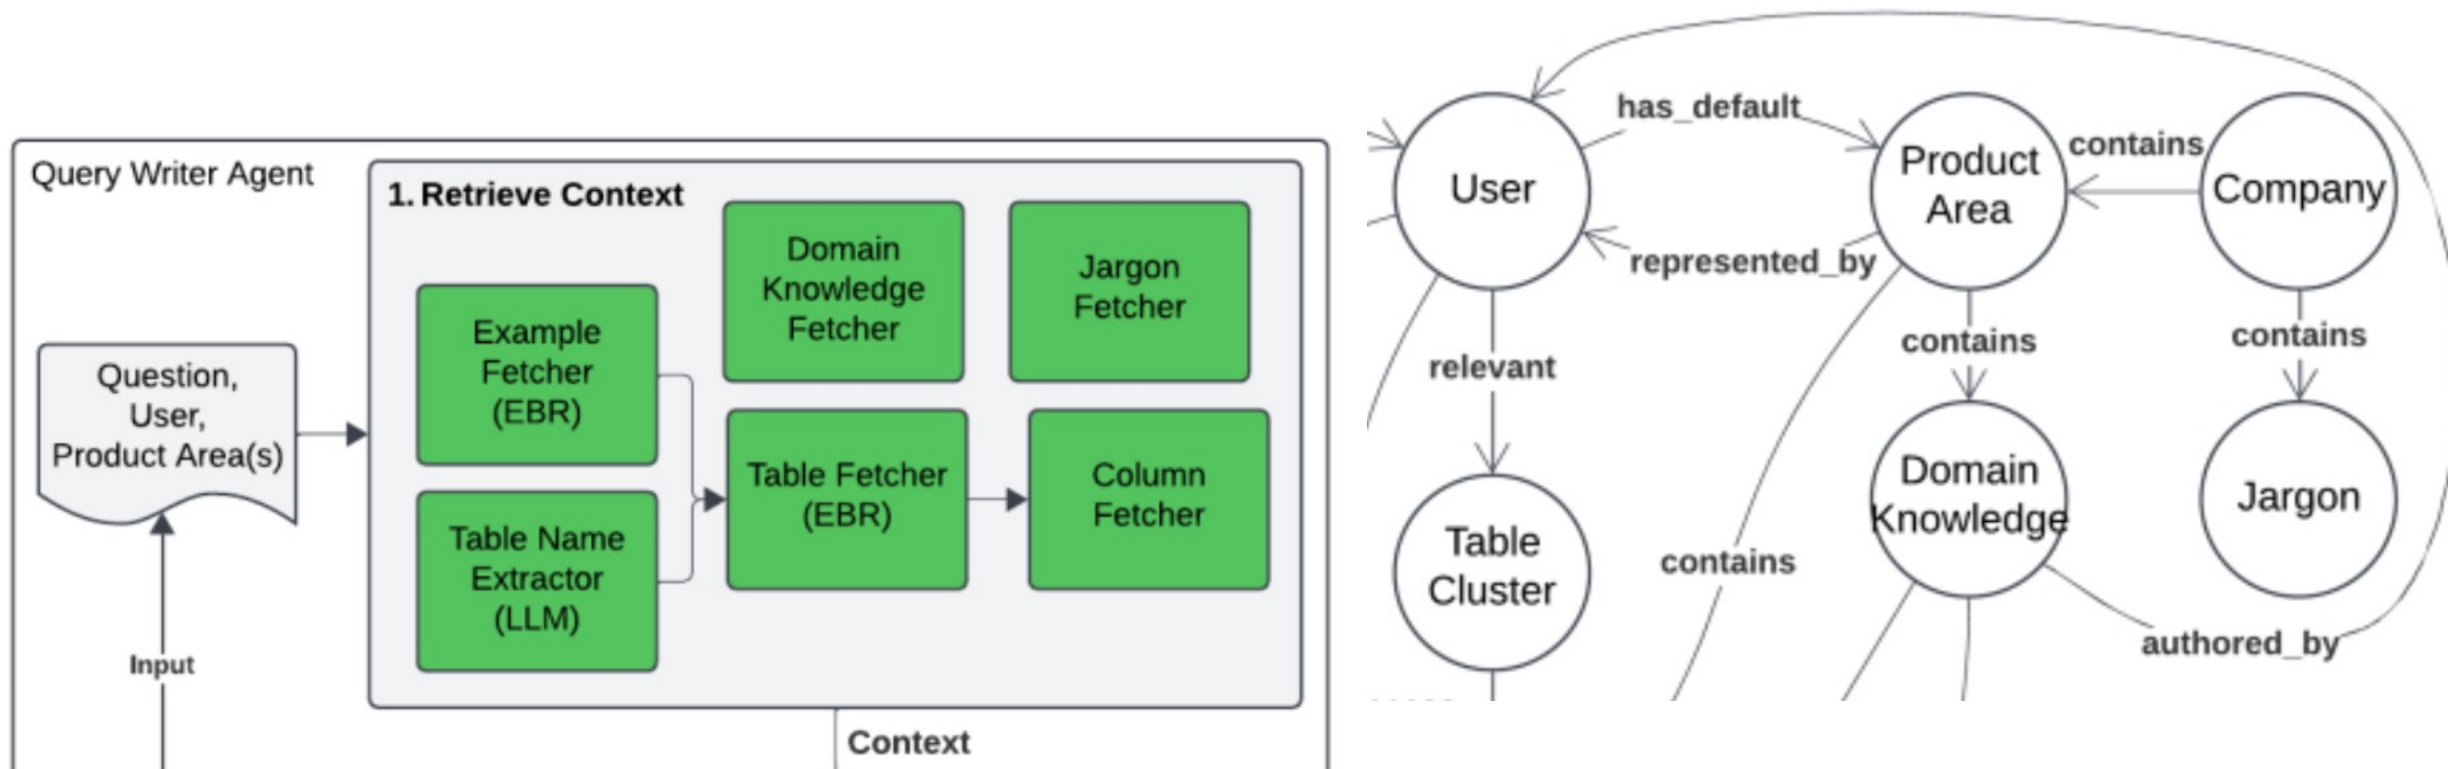 Query Writer Agent
1. Retrieve Context
Domain
Knowledge
Fetcher
Jargon
Fetcher
Example
Fetcher
(EBR)
Question,
User,
Product Area(s)
Table Fetcher
(EBR)
Column
Fetcher
Table Name
Extractor
(LLM)
Input
Context
has_default
User
Product
Area
contains
Company
represented_by
relevant
contains
contains
Table
Cluster
Domain
Knowledge
Jargon
contains
authored_by